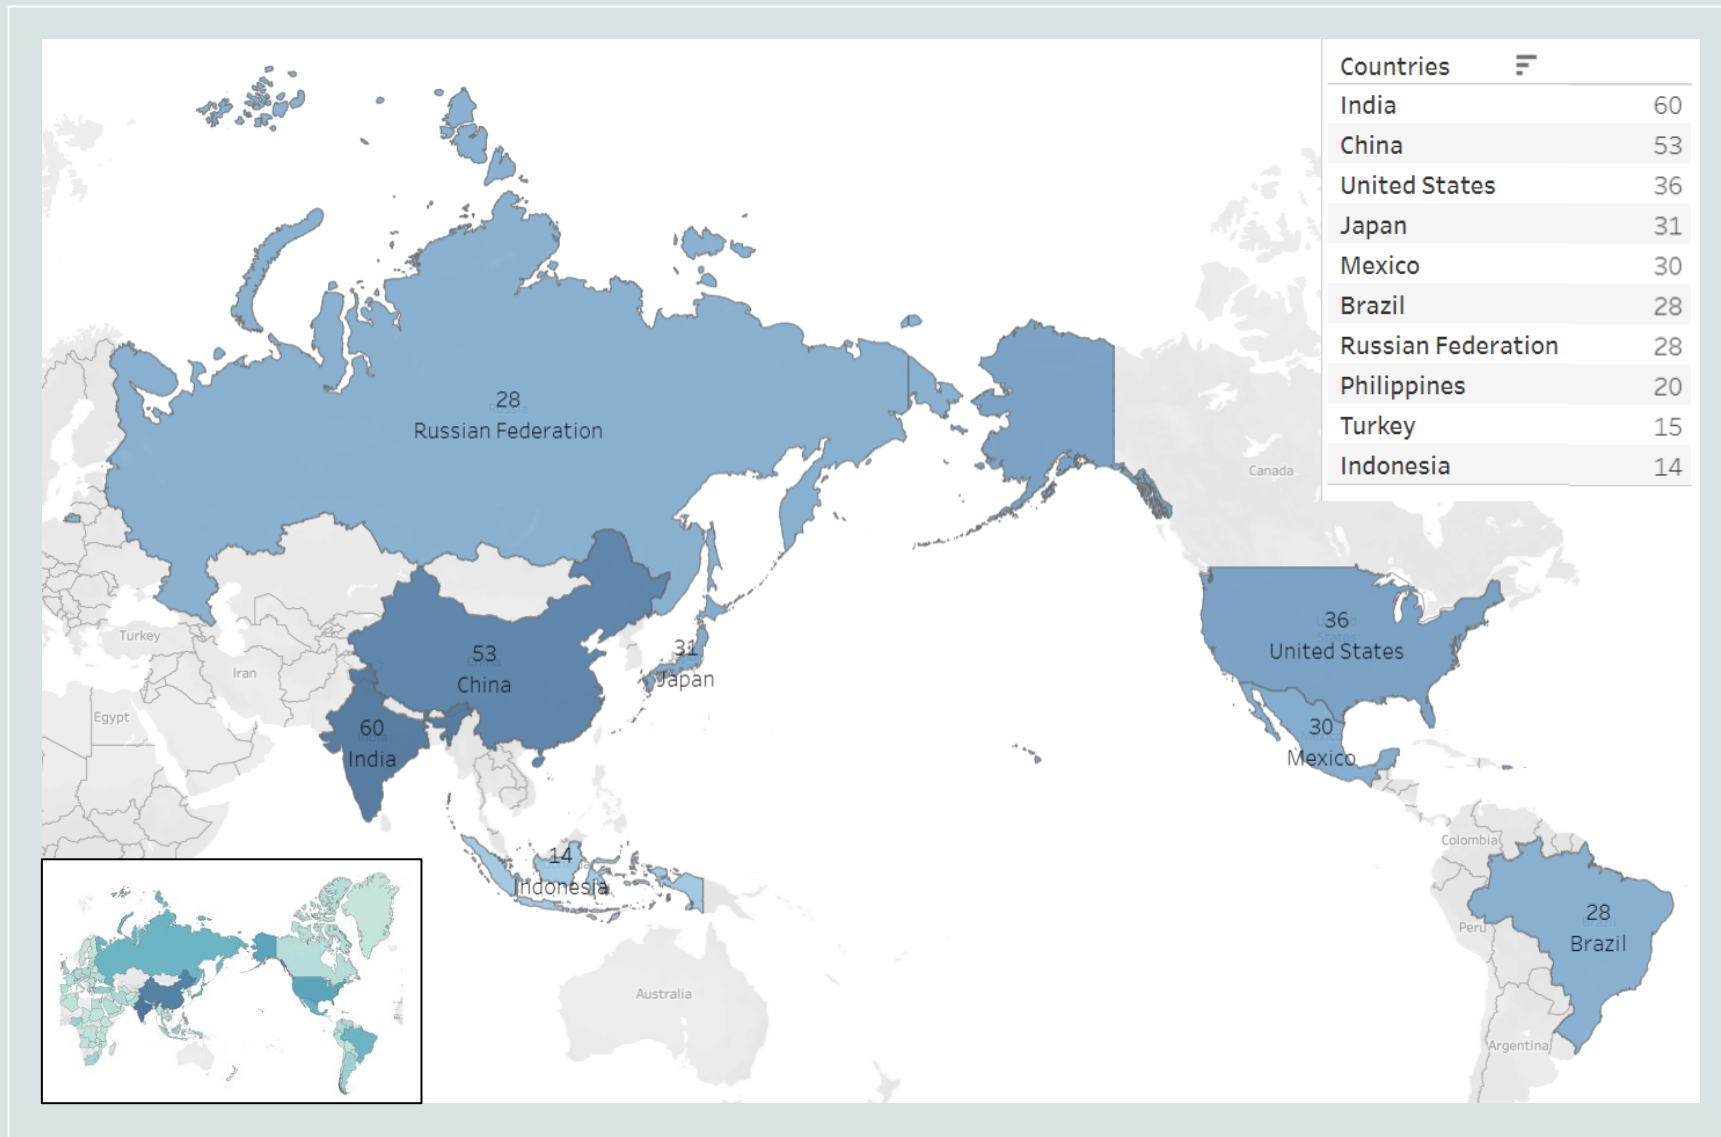 Countries
India 60
China 53
United States 36
Japan 31
Mexico 30
Brazil 28
Russian Federation 28
Philippines 20
Turkey 15
Indonesia 14
28
Russian Federation
Canada
36
United States
Turkey
Iran
Egypt
53
China
31
Japan
60
India
30
Mexico
14
Indonesia
Colombia
Peru
28
Brazil
Brazil
Australia
Argentina